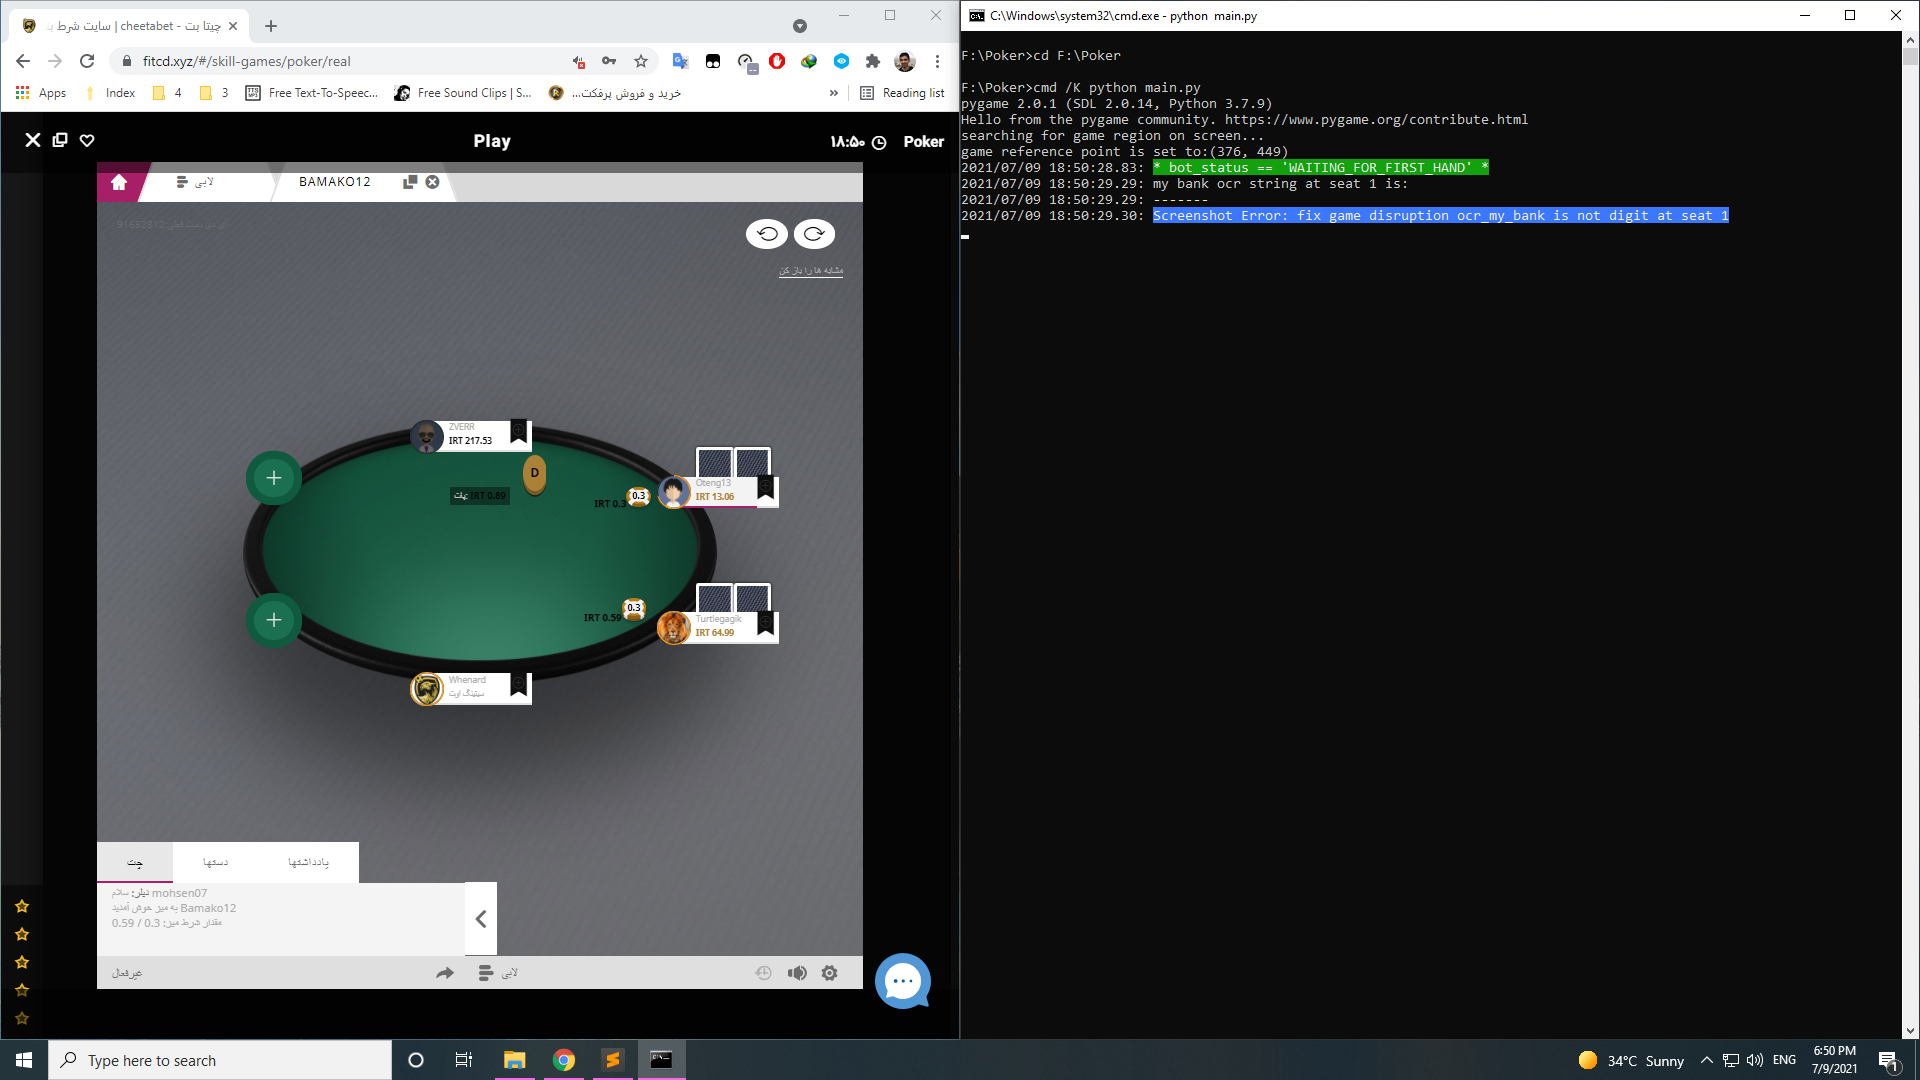 چیتا بت - cheetabet | سایت شرط ب
fitcd.xyz/#/skill-games/poker/real
Apps
Index
4
3
Free Text-To-Speec...
Free Sound Clips | S...
خرید و فروش پرفکت...
»
Reading list
Play
۱۸:۵۰
Poker
لابی
BAMAKO12
مشابه ها را باز کن
ZVERR
IRT 217.53
D
پات: IRT 0.89
Oteng13
IRT 13.06
0.3
IRT 0.3
Turtlegagik
IRT 64.99
0.3
IRT 0.59
Whenard
سیتینگ اوت
چت
دستها
یادداشتها
دیلر: سلام mohsen07
به میز خوش آمدید Bamako12
مقدار شرط میز: 0.3 / 0.59
غیرفعال
لابی
C:\Windows\system32\cmd.exe - python  main.py
F:\Poker>cd F:\Poker
F:\Poker>cmd /K python main.py
pygame 2.0.1 (SDL 2.0.14, Python 3.7.9)
Hello from the pygame community. https://www.pygame.org/contribute.html
searching for game region on screen...
game reference point is set to:(376, 449)
2021/07/09 18:50:28.83: * bot_status == 'WAITING_FOR_FIRST_HAND' *
2021/07/09 18:50:29.29: my bank ocr string at seat 1 is:
2021/07/09 18:50:29.29: -------
2021/07/09 18:50:29.30: Screenshot Error: fix game disruption ocr_my_bank is not digit at seat 1
Type here to search
34°C Sunny
ENG
6:50 PM
7/9/2021
1